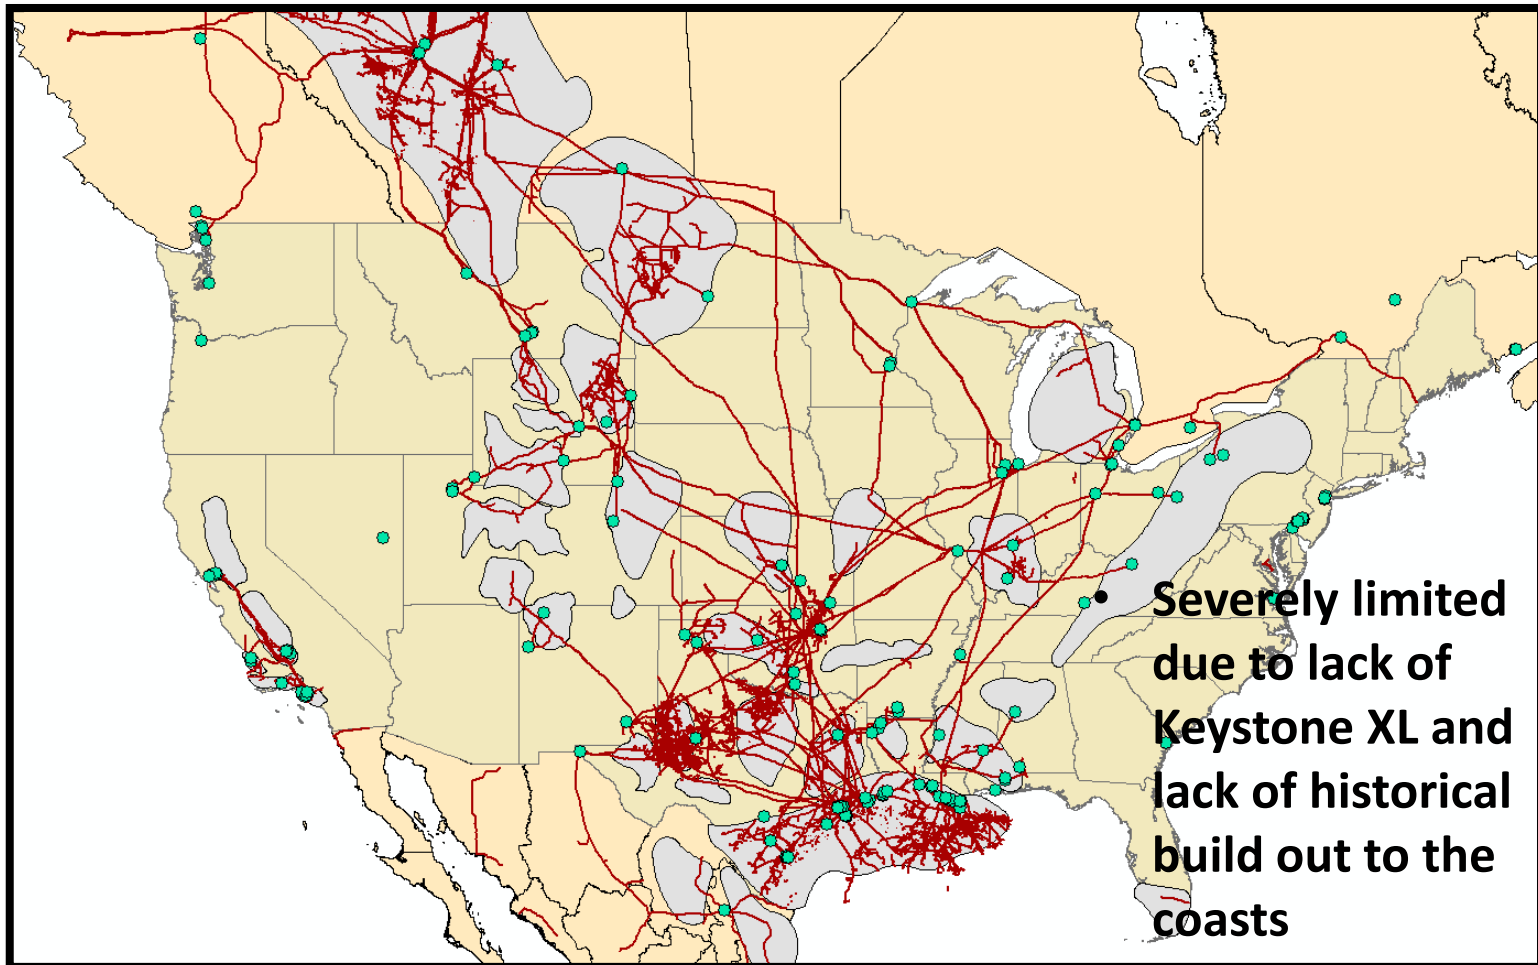 Severely limited
due to lack of
Keystone XL and
lack of historical
build out to the
coasts